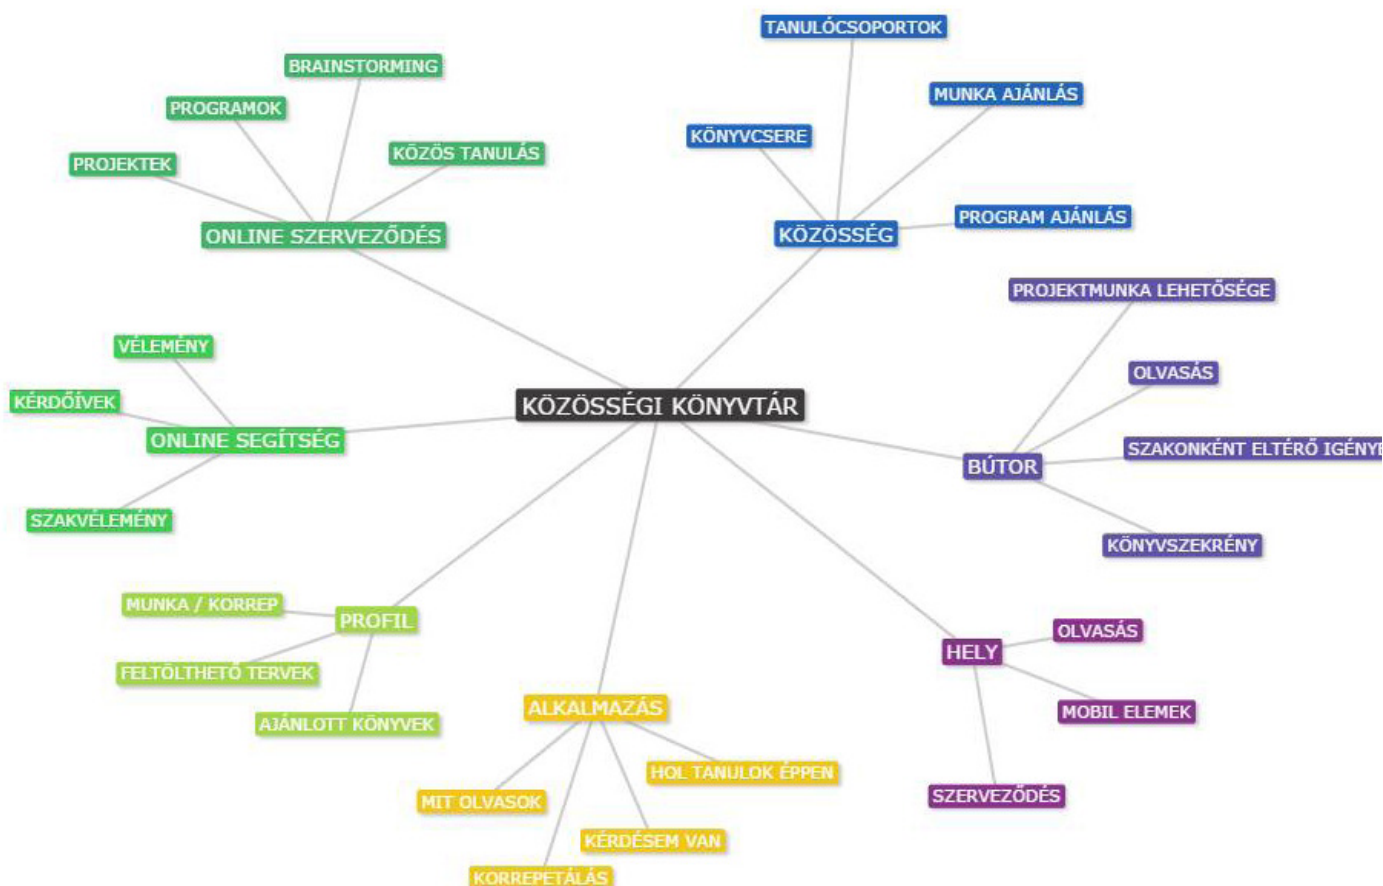 TANULÓCSOPORTOK
BRAINSTORMING
MUNKA AJÁNLÁS
PROGRAMOK
KÖNYVCSERE
KÖZÖS TANULÁS
PROJEKTEK
PROGRAM AJÁNLÁS
ONLINE SZERVEZŐDÉS
KÖZÖSSÉG
PROJEKTMUNKA LEHETŐSÉGE
VÉLEMÉNY
OLVASÁS
KÉRDŐÍVEK
KÖZÖSSÉGI KÖNYVTÁR
ONLINE SEGÍTSÉG
SZAKONKÉNT ELTÉRŐ
BÚTOR
SZAKVÉLEMÉNY
KÖNYVSZEKRÉNY
MUNKA / KORREP
PROFIL
OLVASÁS
HELY
FELTÖLTHETŐ TERVEK
ALKALMAZÁS
MOBIL ELEMEK
AJÁNLOTT KÖNYVEK
HOL TANULOK ÉPPEN
SZERVEZŐDÉS
MIT OLVASOK
KÉRDÉSEM VAN
KORREPETÁLÁS